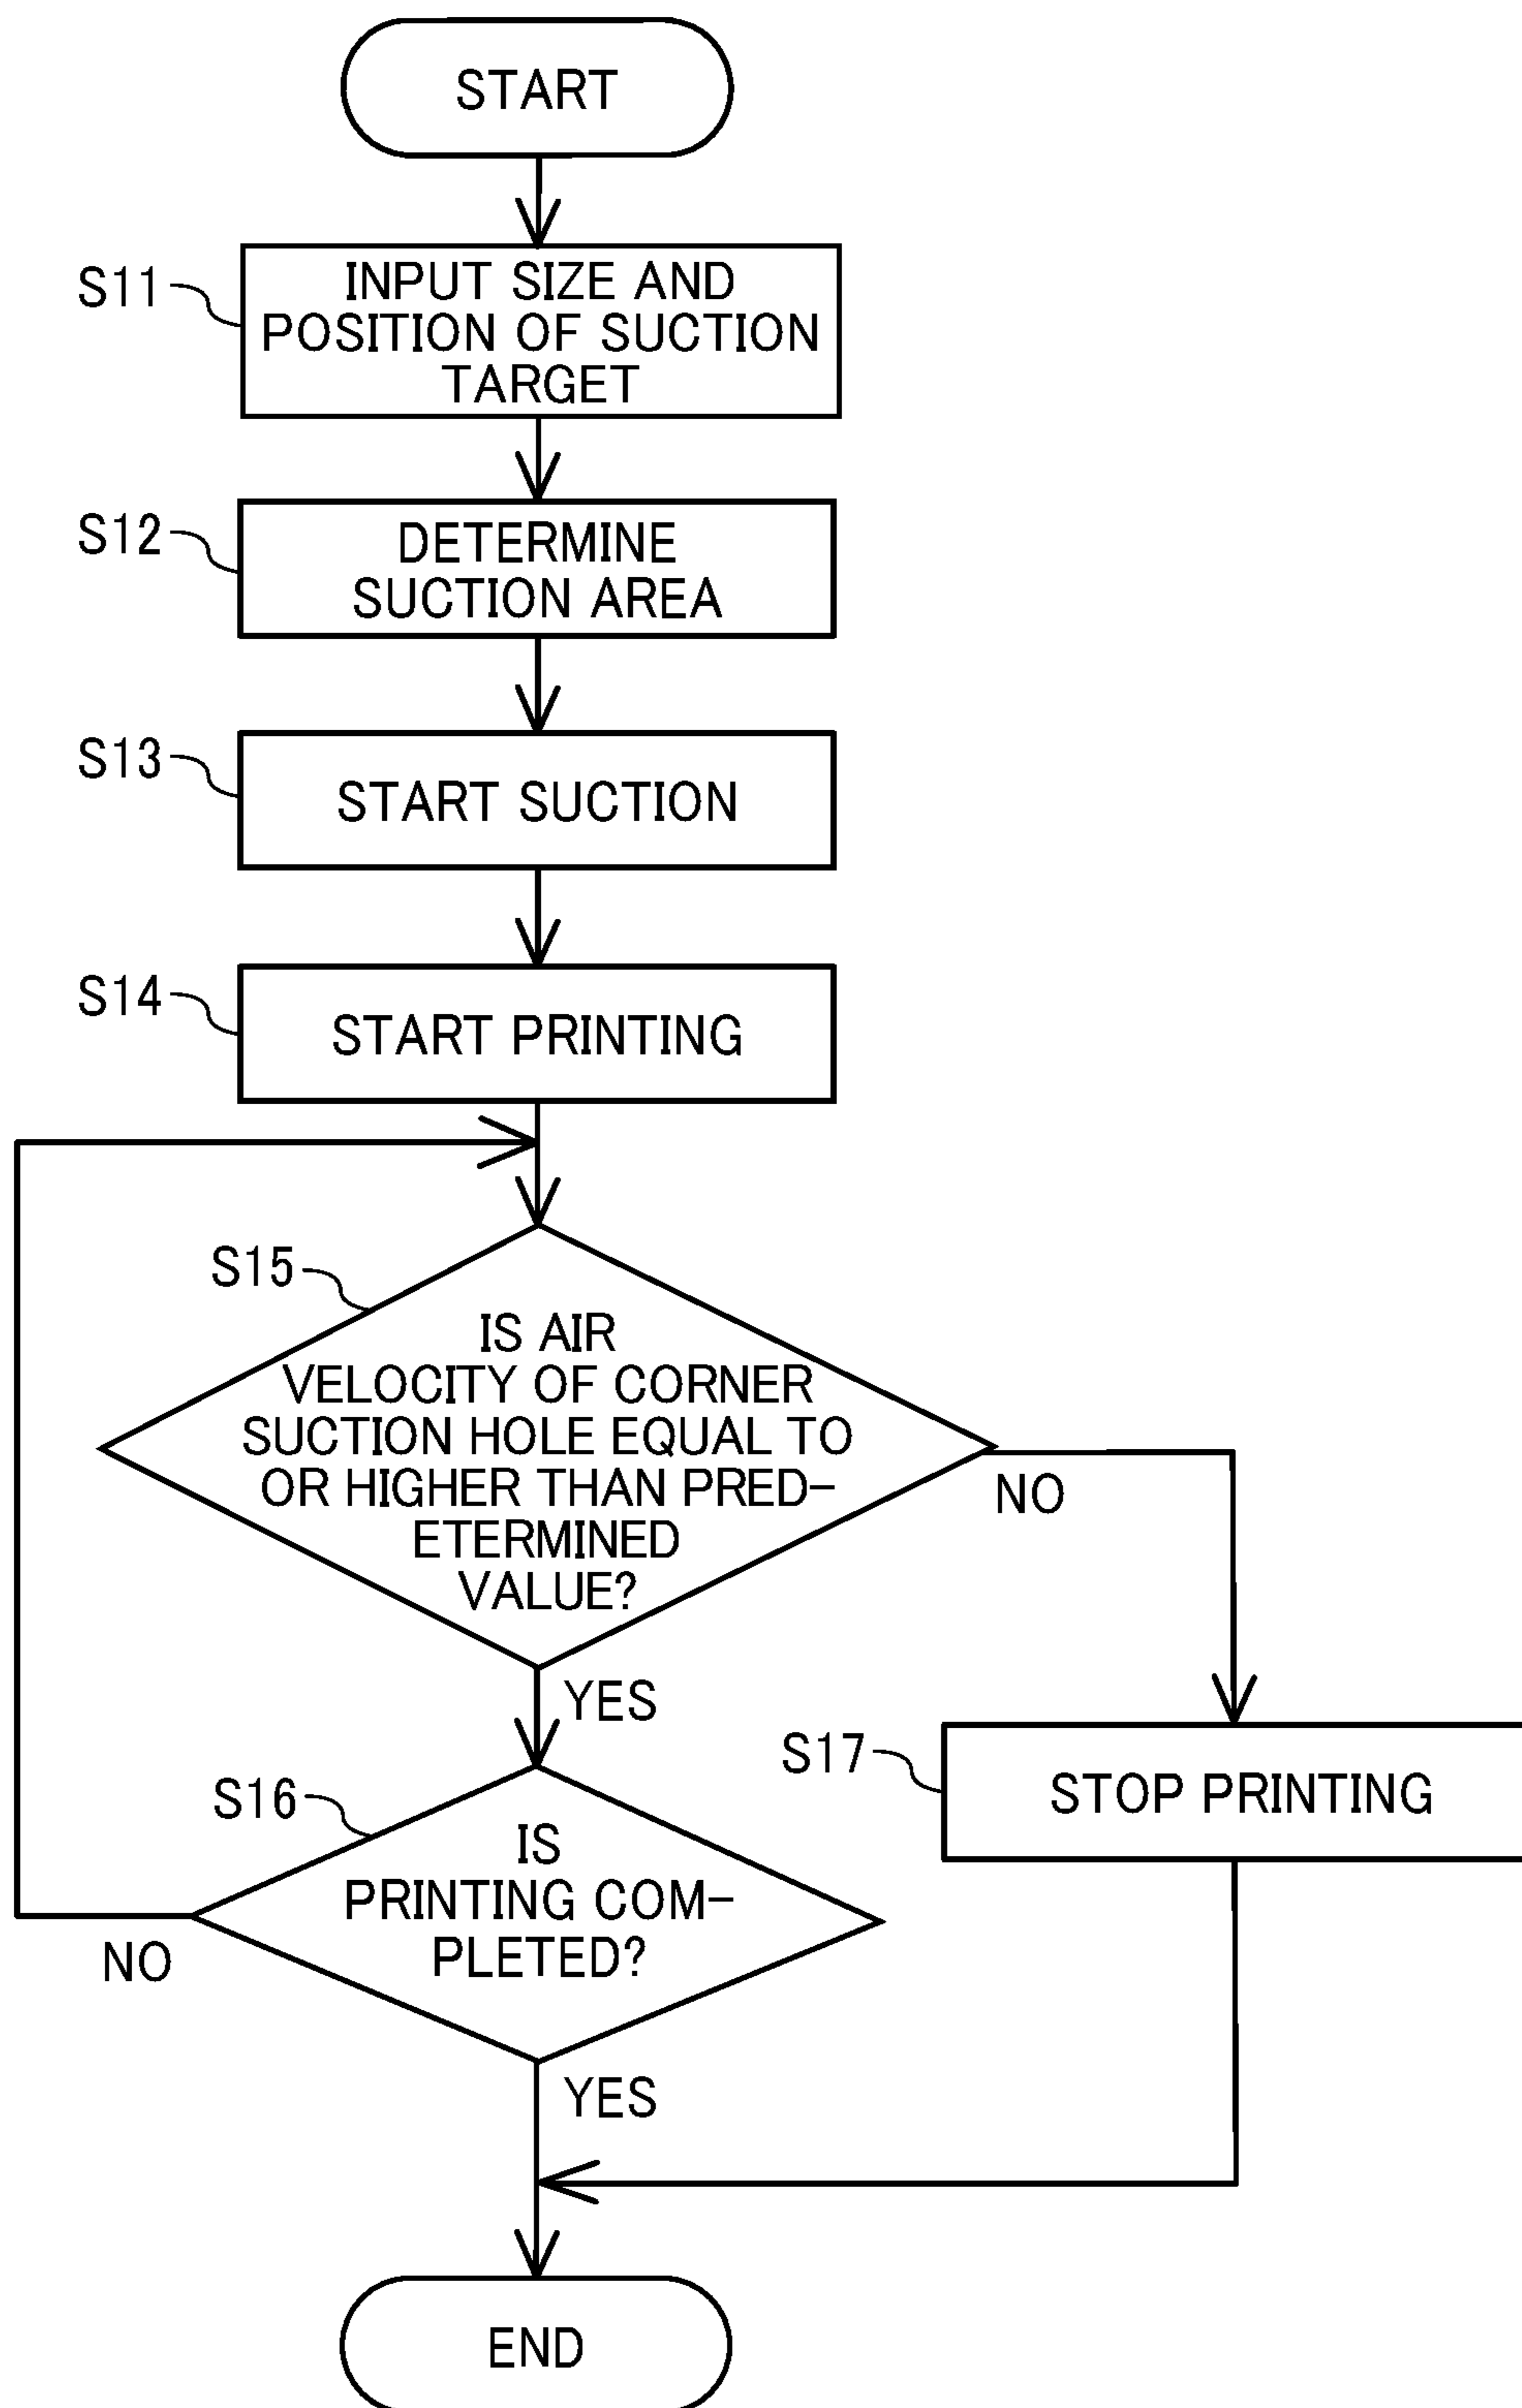 START
S11
INPUT SIZE AND
POSITION OF SUCTION
TARGET
S12
DETERMINE
SUCTION AREA
S13
START SUCTION
S14
START PRINTING
S15
IS AIR
VELOCITY OF CORNER
SUCTION HOLE EQUAL TO
OR HIGHER THAN PRED-
ETERMINED
VALUE?
NO
YES
S17
STOP PRINTING
S16
IS
PRINTING COM-
PLETED?
NO
YES
END